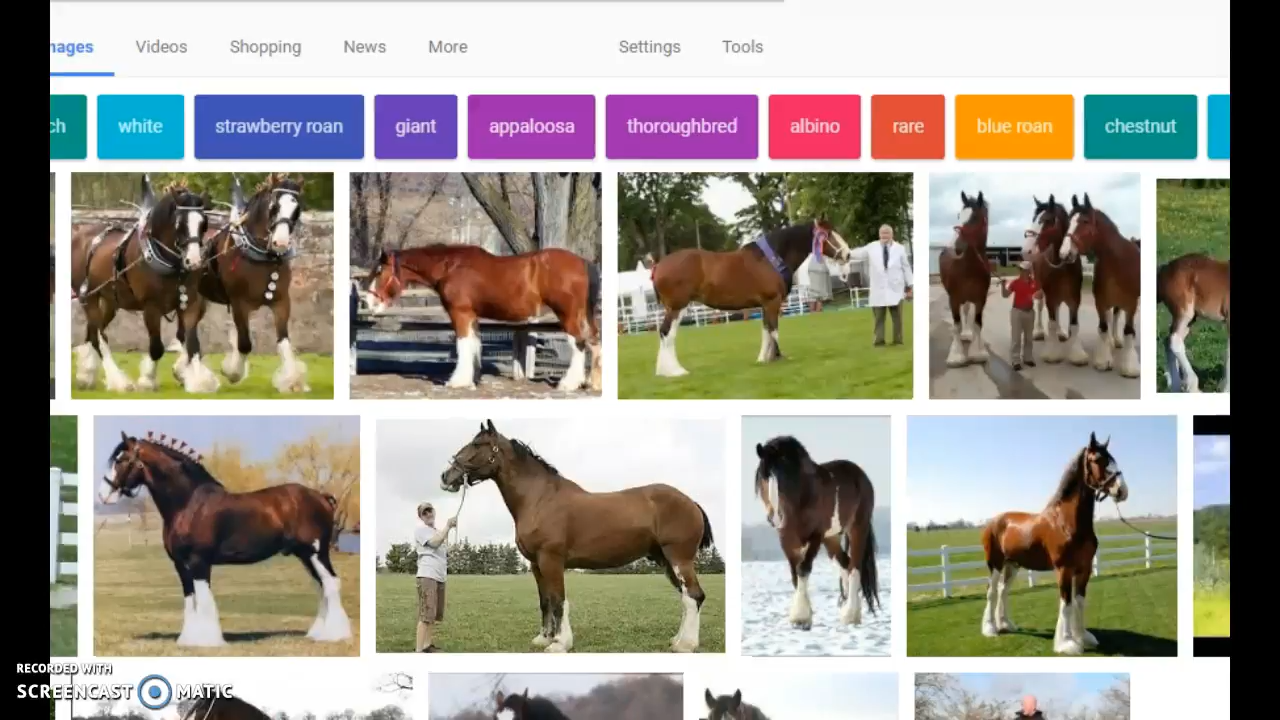 mages Videos Shopping News More Settings Tools
ch white strawberry roan giant appaloosa thoroughbred albino rare blue roan chestnut
RECORDED WITH
SCREENCAST MATIC